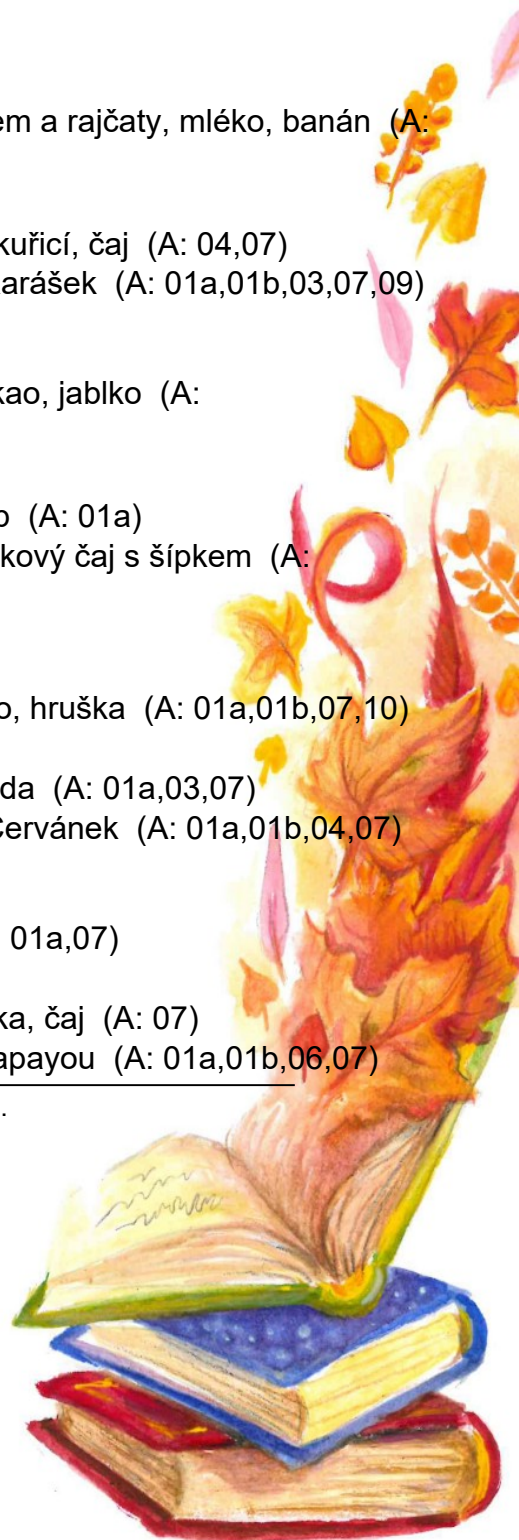 em a rajčaty, mléko, banán (A:
kuřicí, čaj (A: 04,07)
arášek (A: 01a,01b,03,07,09)
kao, jablko (A:
o (A: 01a)
kový čaj s šípkem (A:
o, hruška (A: 01a,01b,07,10)
da (A: 01a,03,07)
Červánek (A: 01a,01b,04,07)
01a,07)
ka, čaj (A: 07)
apayou (A: 01a,01b,06,07)
.